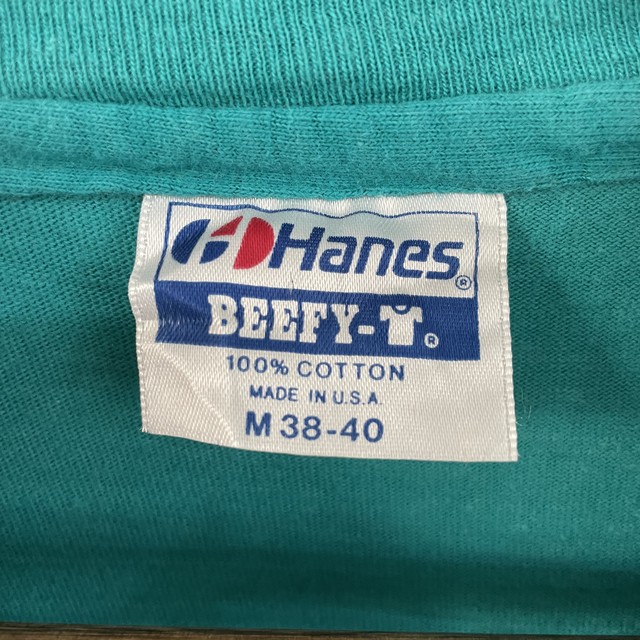 Hanes®
BEEFY-T®
100% COTTON
MADE IN U.S.A.
M 38-40